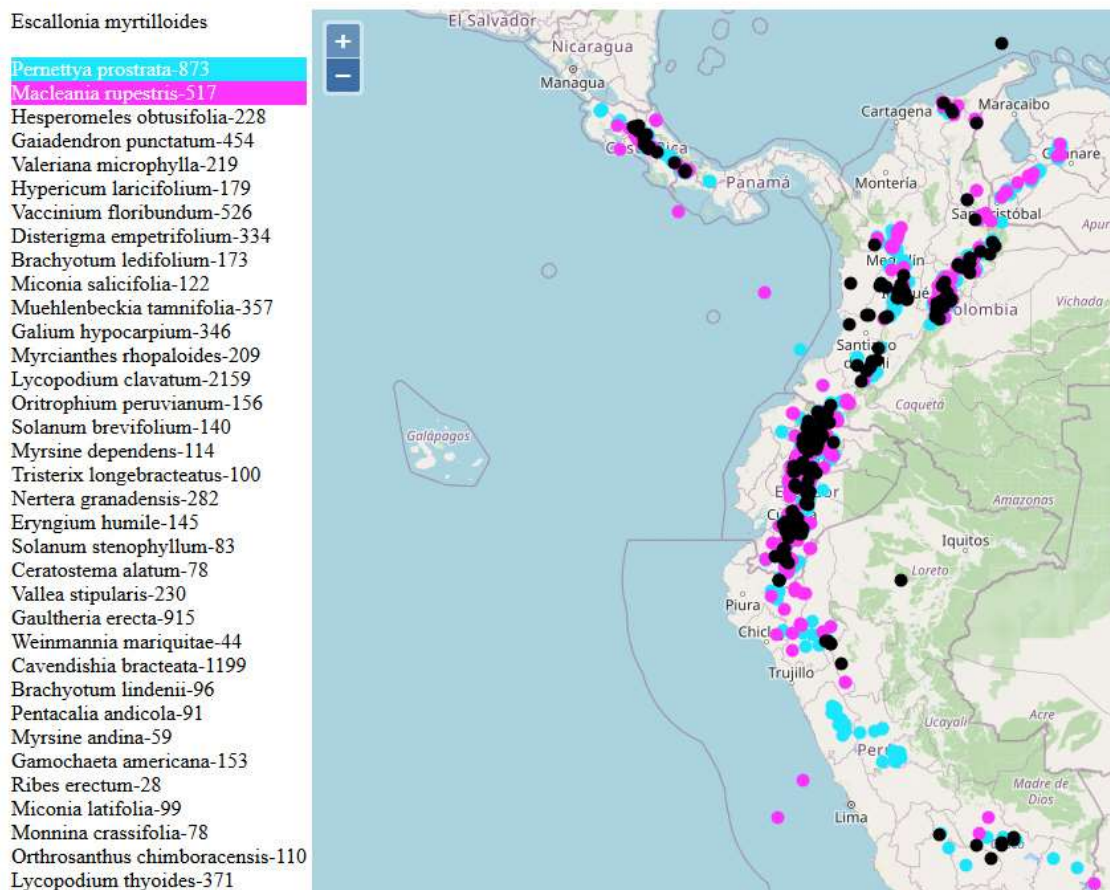 Escallonia myrtilloides
Pernettya prostrata-873
Macleania rupestris-517
Hesperomeles obtusifolia-228
Gaiadendron punctatum-454
Valeriana microphylla-219
Hypericum laricifolium-179
Vaccinium floribundum-526
Disterigma empetrifolium-334
Brachyotum ledifolium-173
Miconia salicifolia-122
Muehlenbeckia tamnifolia-357
Galium hypocarpium-346
Myrcianthes rhopaloides-209
Lycopodium clavatum-2159
Oritrophium peruvianum-156
Solanum brevifolium-140
Myrsine dependens-114
Tristerix longebracteatus-100
Nertera granadensis-282
Eryngium humile-145
Solanum stenophyllum-83
Ceratostema alatum-78
Vallea stipularis-230
Gaultheria erecta-915
Weinmannia mariquitae-44
Cavendishia bracteata-1199
Brachyotum lindenii-96
Pentacalia andicola-91
Myrsine andina-59
Gamochaeta americana-153
Ribes erectum-28
Miconia latifolia-99
Monnina crassifolia-78
Orthrosanthus chimboracensis-110
Lycopodium thyoides-371
+
−
El Salvador
Nicaragua
Managua
Panamá
Cartagena
Maracaibo
Montería
Vichada
Santiago
Caquetá
Galápagos
Amazonas
Iquitos
Loreto
Piura
Trujillo
Ucayali
Acre
Lima
Madre de
Dios